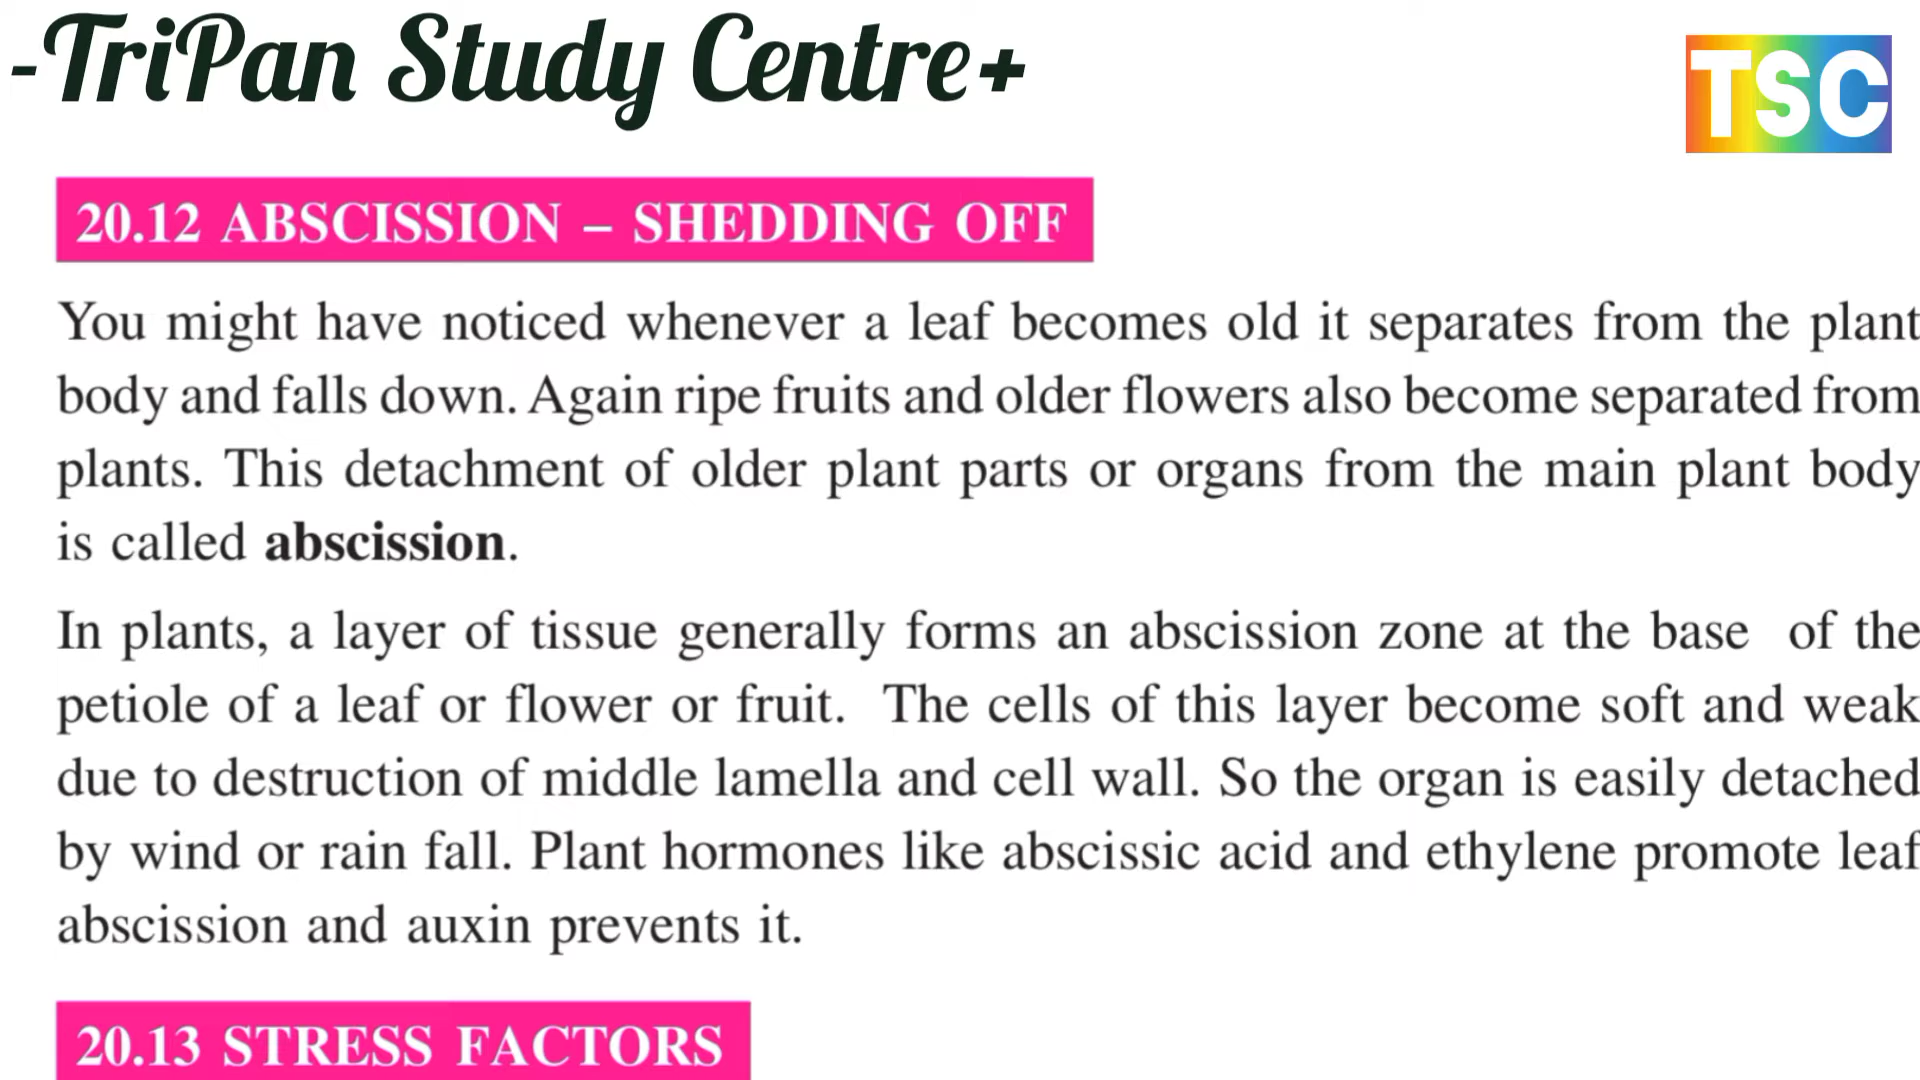 -TriPan Study Centre+
TSC
20.12 ABSCISSION – SHEDDING OFF
You might have noticed whenever a leaf becomes old it separates from the plant
body and falls down. Again ripe fruits and older flowers also become separated from
plants. This detachment of older plant parts or organs from the main plant body
is called abscission.
In plants, a layer of tissue generally forms an abscission zone at the base of the
petiole of a leaf or flower or fruit. The cells of this layer become soft and weak
due to destruction of middle lamella and cell wall. So the organ is easily detached
by wind or rain fall. Plant hormones like abscissic acid and ethylene promote leaf
abscission and auxin prevents it.
20.13 STRESS FACTORS